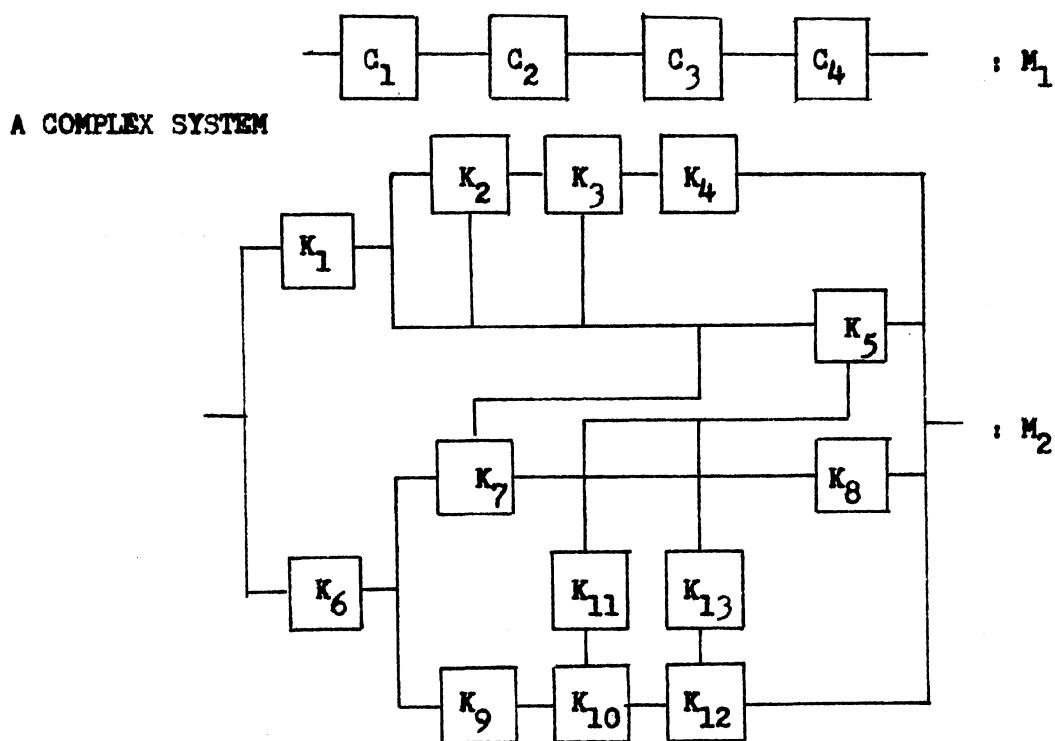 C1 C2 C3 C4 : M1
A COMPLEX SYSTEM
K2 K3 K4
K1
K5
: M2
K7 K8
K6 K11 K13
K9 K10 K12